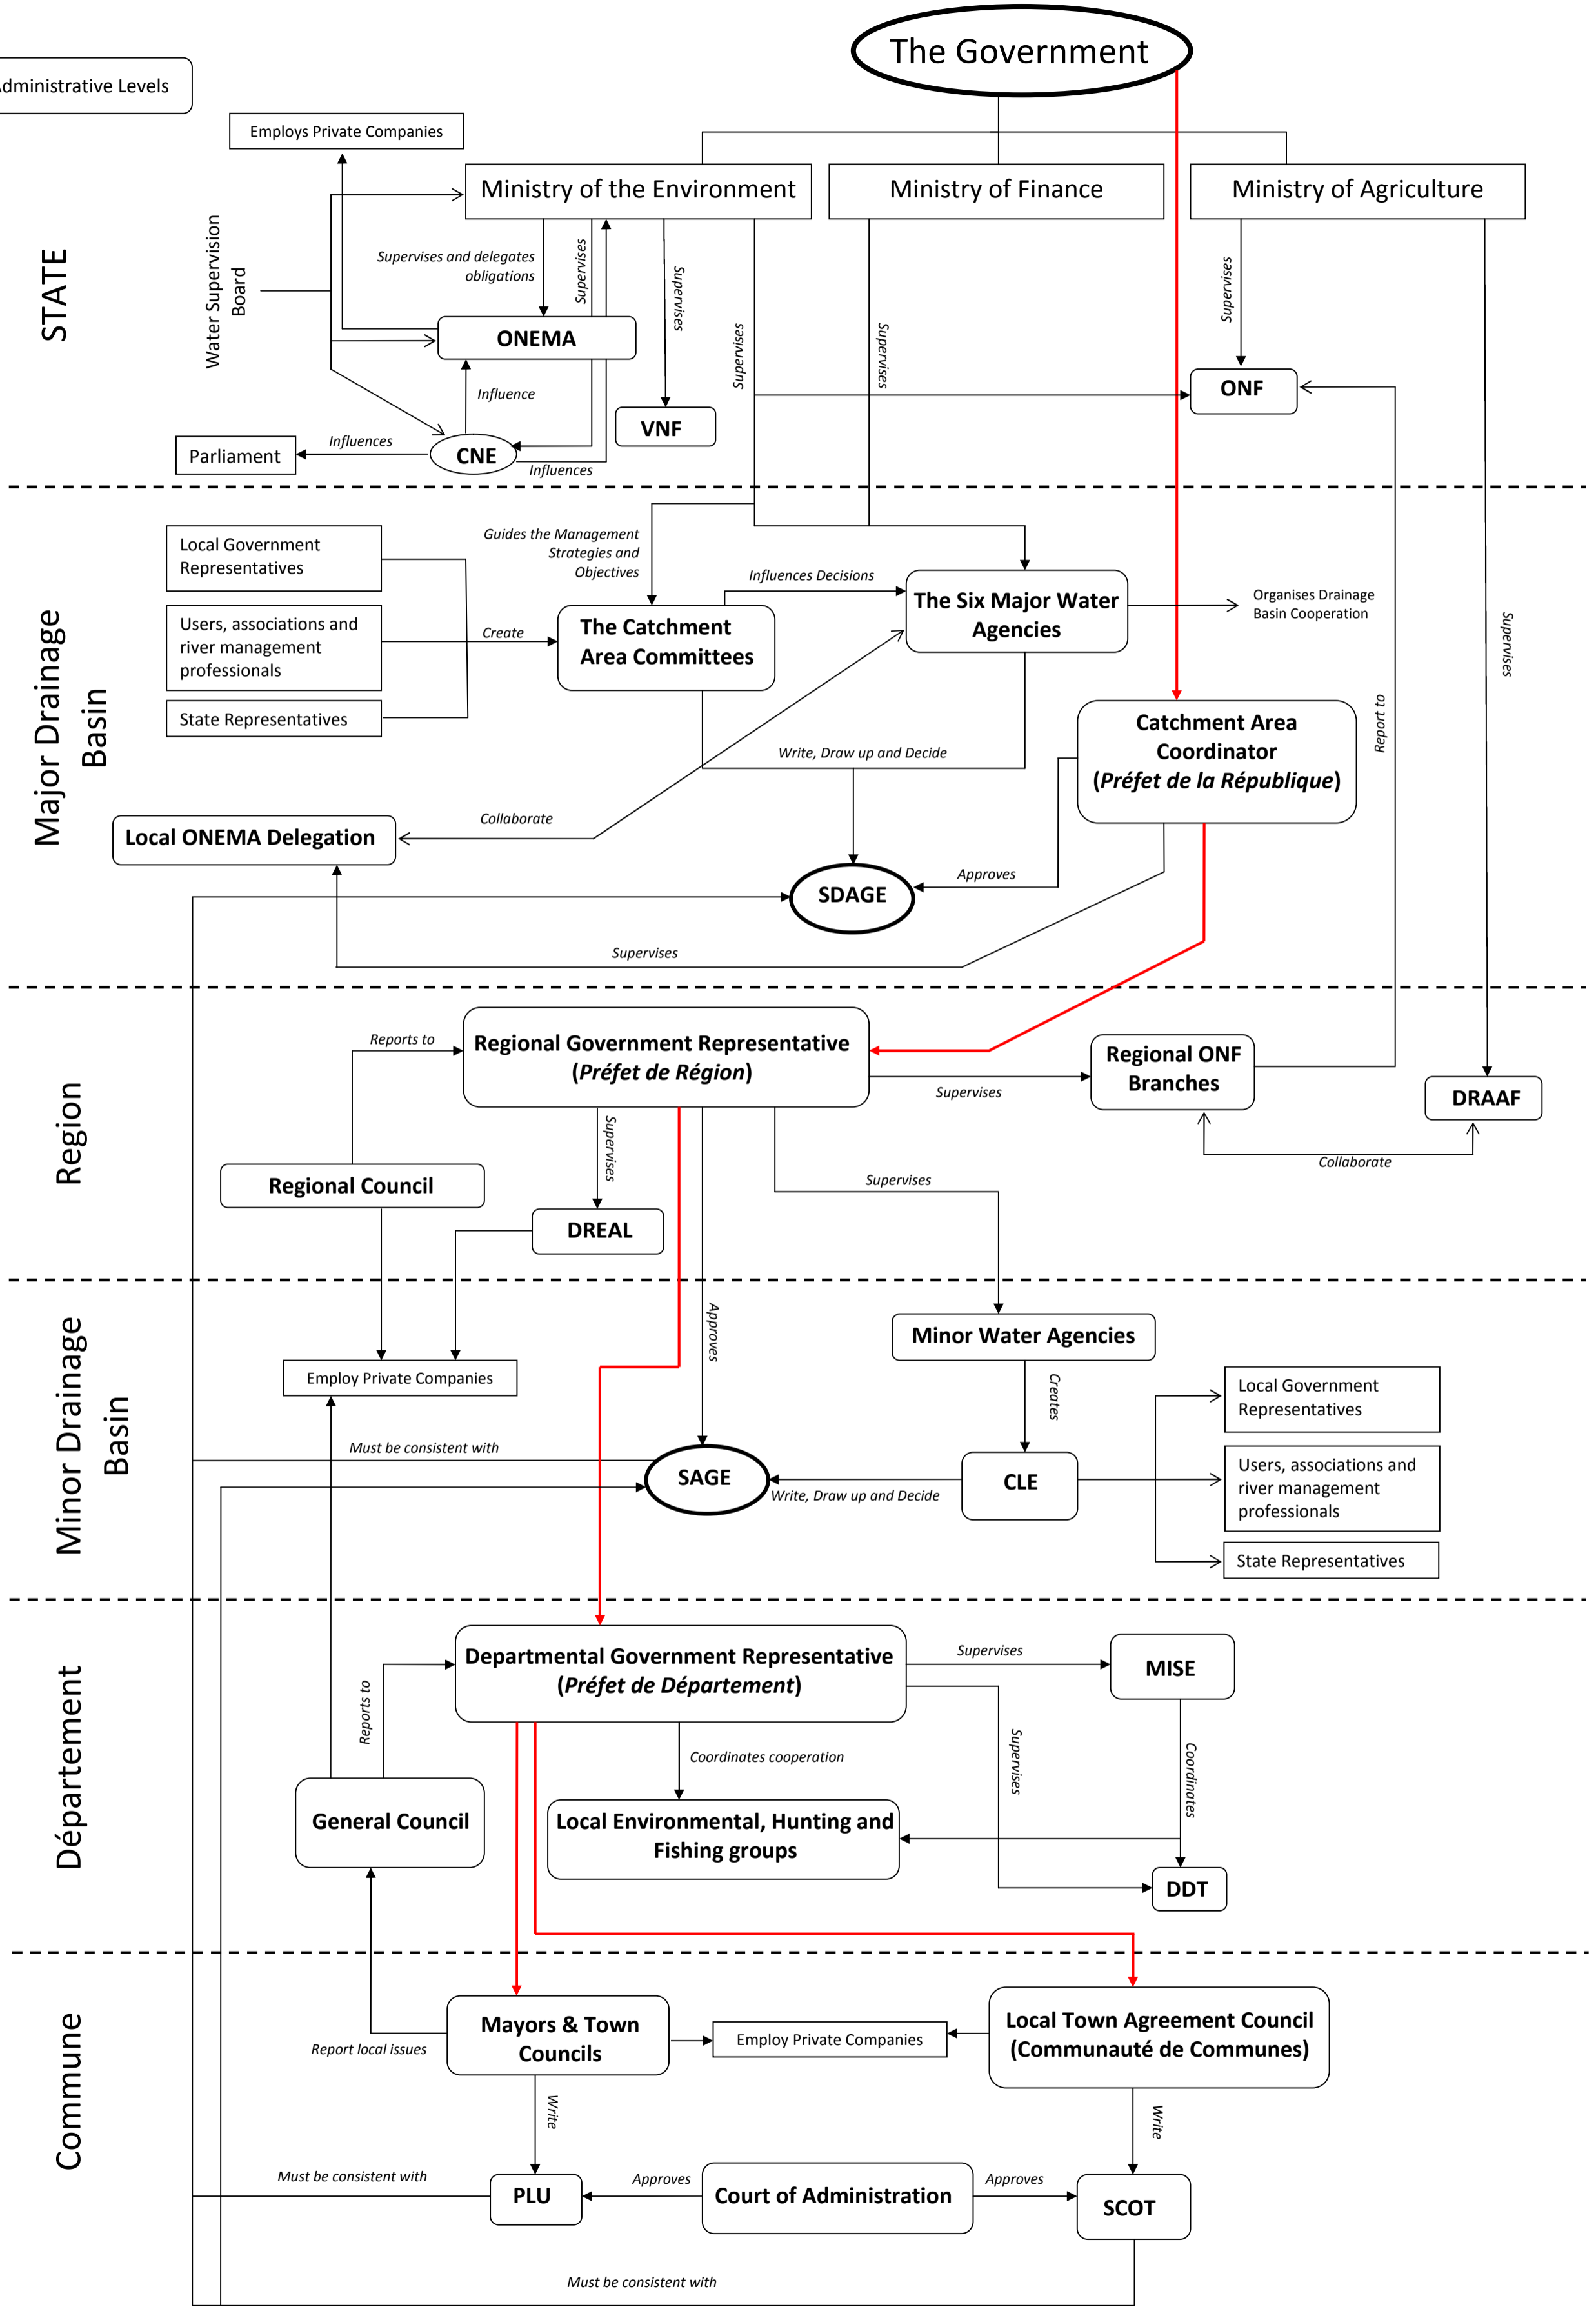 The Government
Administrative Levels
Employs Private Companies
Ministry of the Environment
Ministry of Finance
Ministry of Agriculture
STATE
Water Supervision
Board
Supervises and delegates
obligations
Supervises
Supervises
Supervises
Supervises
Supervises
ONEMA
Influence
VNF
ONF
Parliament
Influences
CNE
Influences
Major Drainage
Basin
Local Government
Representatives
Users, associations and
river management
professionals
State Representatives
Create
Guides the Management
Strategies and
Objectives
The Catchment
Area Committees
Influences Decisions
The Six Major Water
Agencies
Organises Drainage
Basin Cooperation
Supervises
Report to
Catchment Area
Coordinator
(Préfet de la République)
Write, Draw up and Decide
Local ONEMA Delegation
Collaborate
SDAGE
Approves
Supervises
Region
Reports to
Regional Government Representative
(Préfet de Région)
Supervises
Regional ONF
Branches
DRAAF
Collaborate
Regional Council
Supervises
DREAL
Supervises
Minor Drainage
Basin
Approves
Minor Water Agencies
Employ Private Companies
Creates
Local Government
Representatives
Must be consistent with
SAGE
Write, Draw up and Decide
CLE
Users, associations and
river management
professionals
State Representatives
Département
Departmental Government Representative
(Préfet de Département)
Supervises
MISE
Reports to
Coordinates cooperation
Supervises
Coordinates
General Council
Local Environmental, Hunting and
Fishing groups
DDT
Commune
Mayors & Town
Councils
Report local issues
Employ Private Companies
Local Town Agreement Council
(Communauté de Communes)
Write
Write
Must be consistent with
PLU
Approves
Court of Administration
Approves
SCOT
Must be consistent with